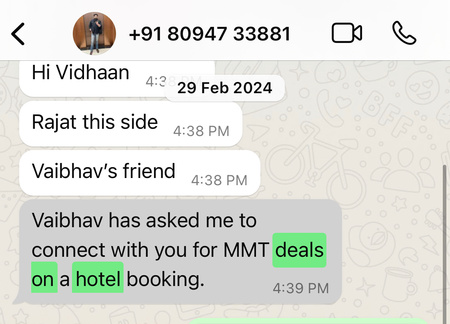 +91 80947 33881
Hi Vidhaan
29 Feb 2024
Rajat this side 4:38 PM
Vaibhav’s friend 4:38 PM
Vaibhav has asked me to
connect with you for MMT deals
on a hotel booking. 4:39 PM